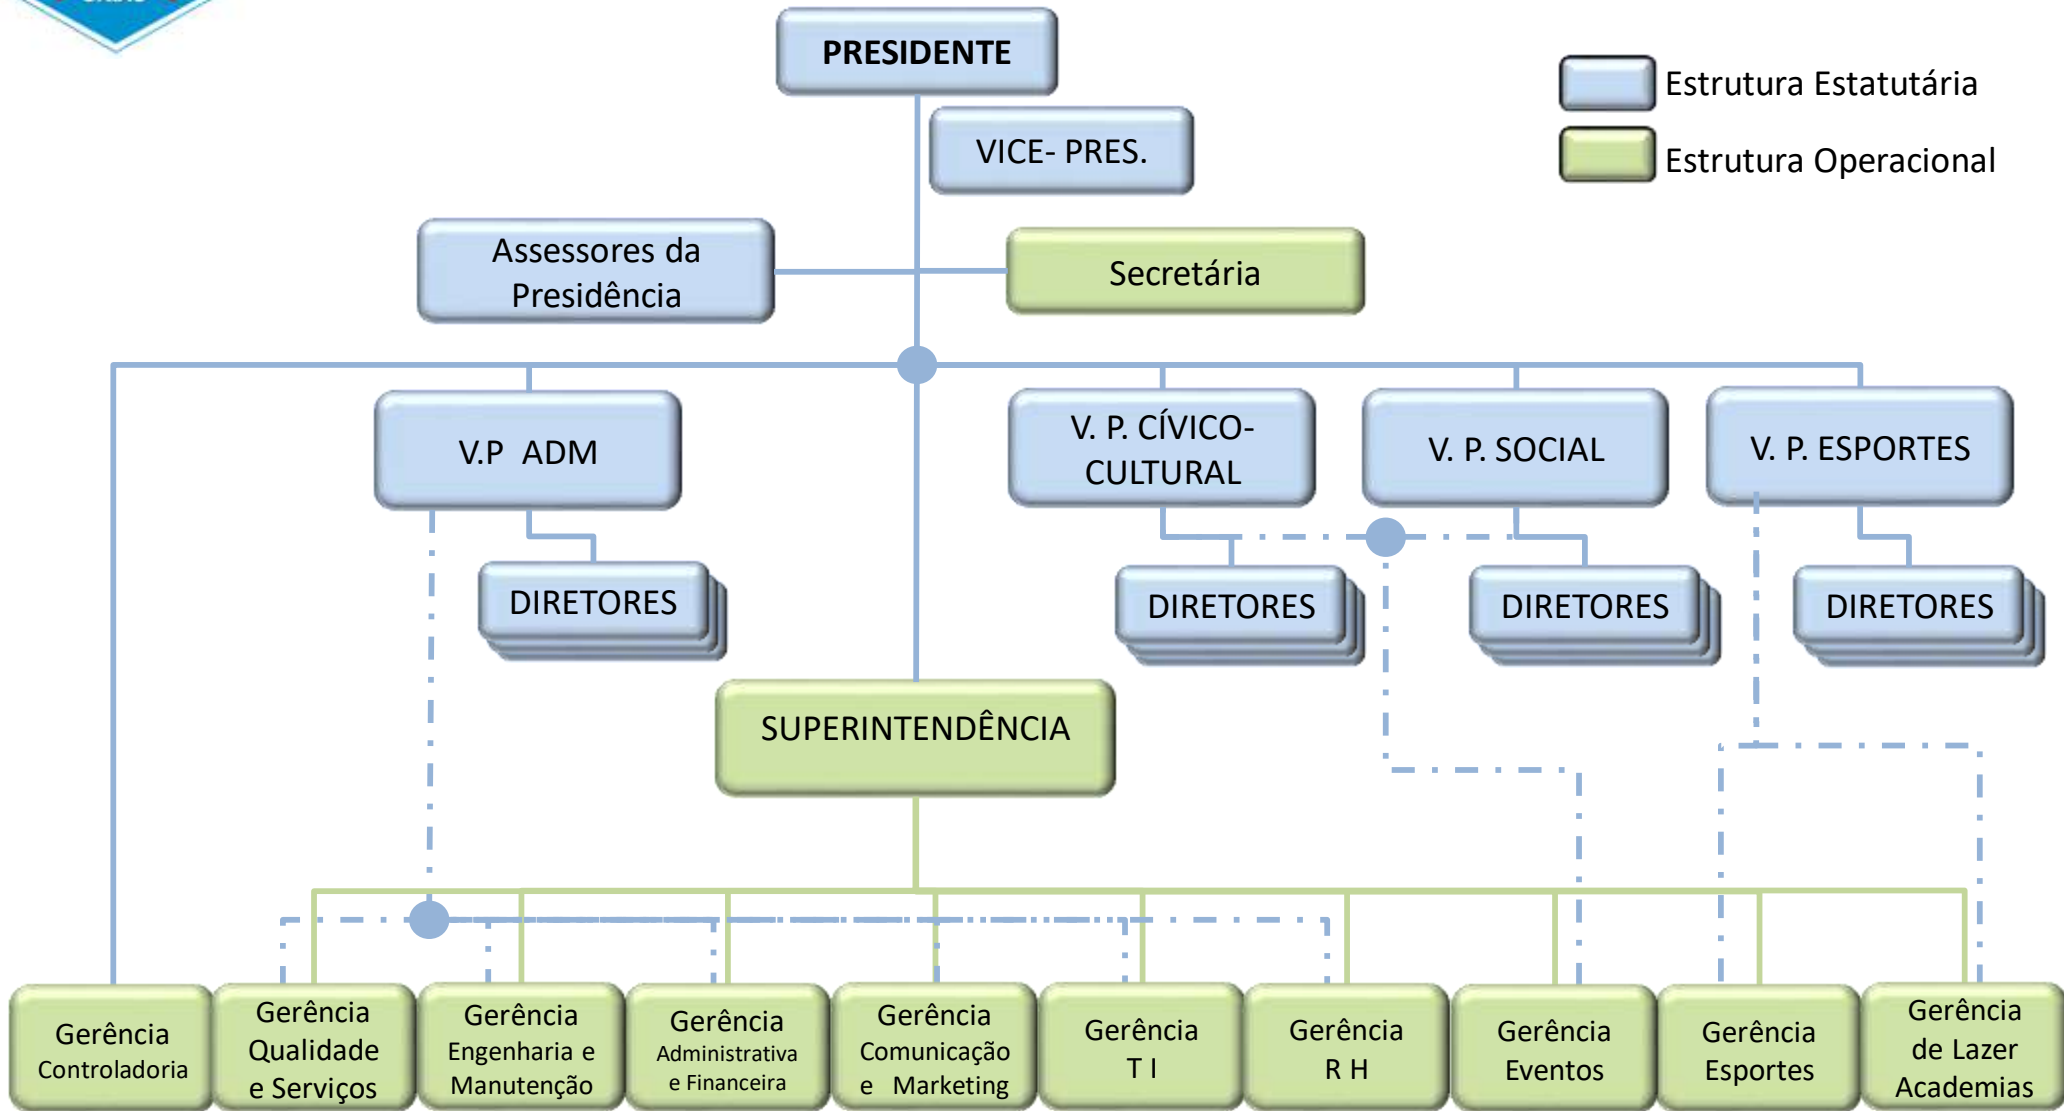 PRESIDENTE
VICE- PRES.
Estrutura Estatutária
Estrutura Operacional
Assessores da
Presidência
Secretária
V.P  ADM
V. P. CÍVICO-
CULTURAL
V. P. SOCIAL
V. P. ESPORTES
DIRETORES
DIRETORES
DIRETORES
DIRETORES
SUPERINTENDÊNCIA
Gerência
Controladoria
Gerência
Qualidade
e Serviços
Gerência
Engenharia e
Manutenção
Gerência
Administrativa
e Financeira
Gerência
Comunicação
e  Marketing
Gerência
T I
Gerência
R H
Gerência
Eventos
Gerência
Esportes
Gerência
de Lazer
Academias